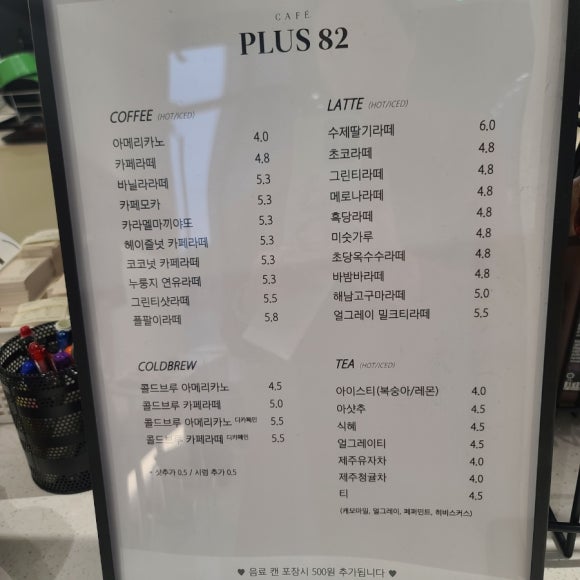 CAFÉ
PLUS 82
COFFEE (HOT/ICED)
아메리카노 4.0
카페라떼 4.8
바닐라라떼 5.3
카페모카 5.3
카라멜마끼야또 5.3
헤이즐넛 카페라떼 5.3
코코넛 카페라떼 5.3
누룽지 연유라떼 5.3
그린티샷라떼 5.5
플팥이라떼 5.8
COLDBREW
콜드브루 아메리카노 4.5
콜드브루 카페라떼 5.0
콜드브루 아메리카노 디카페인 5.5
콜드브루 카페라떼 디카페인 5.5
* 샷추가 0.5 / 시럽 추가 0.5
LATTE (HOT/ICED)
수제딸기라떼 6.0
초코라떼 4.8
그린티라떼 4.8
메로나라떼 4.8
흑당라떼 4.8
미숫가루 4.8
초당옥수수라떼 4.8
바밤바라떼 4.8
해남고구마라떼 5.0
얼그레이 밀크티라떼 5.5
TEA (HOT/ICED)
아이스티(복숭아/레몬) 4.0
아샷추 4.5
식혜 4.5
얼그레이티 4.5
제주유자차 4.0
제주청귤차 4.0
티 4.5
(캐모마일, 얼그레이, 페퍼민트, 히비스커스)
♥ 음료 캔 포장시 500원 추가됩니다 ♥